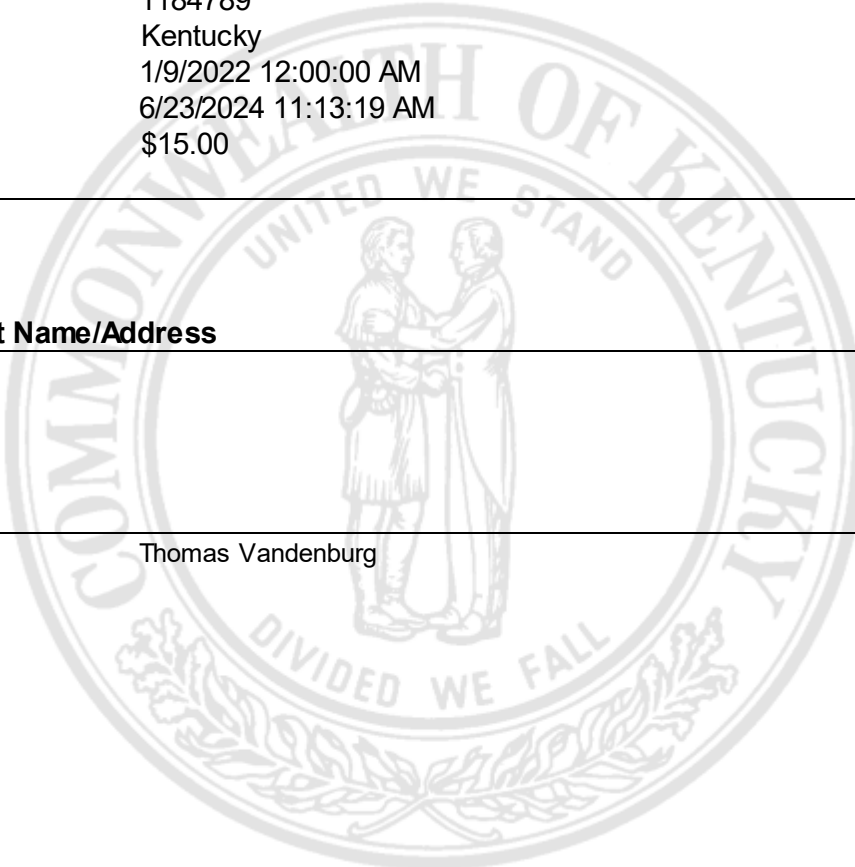 1184789
Kentucky
1/9/2022 12:00:00 AM
6/23/2024 11:13:19 AM
$15.00
COMMONWEALTH OF KENTUCKY
UNITED WE STAND
t Name/Address
Thomas Vandenburg
DIVIDED WE FALL